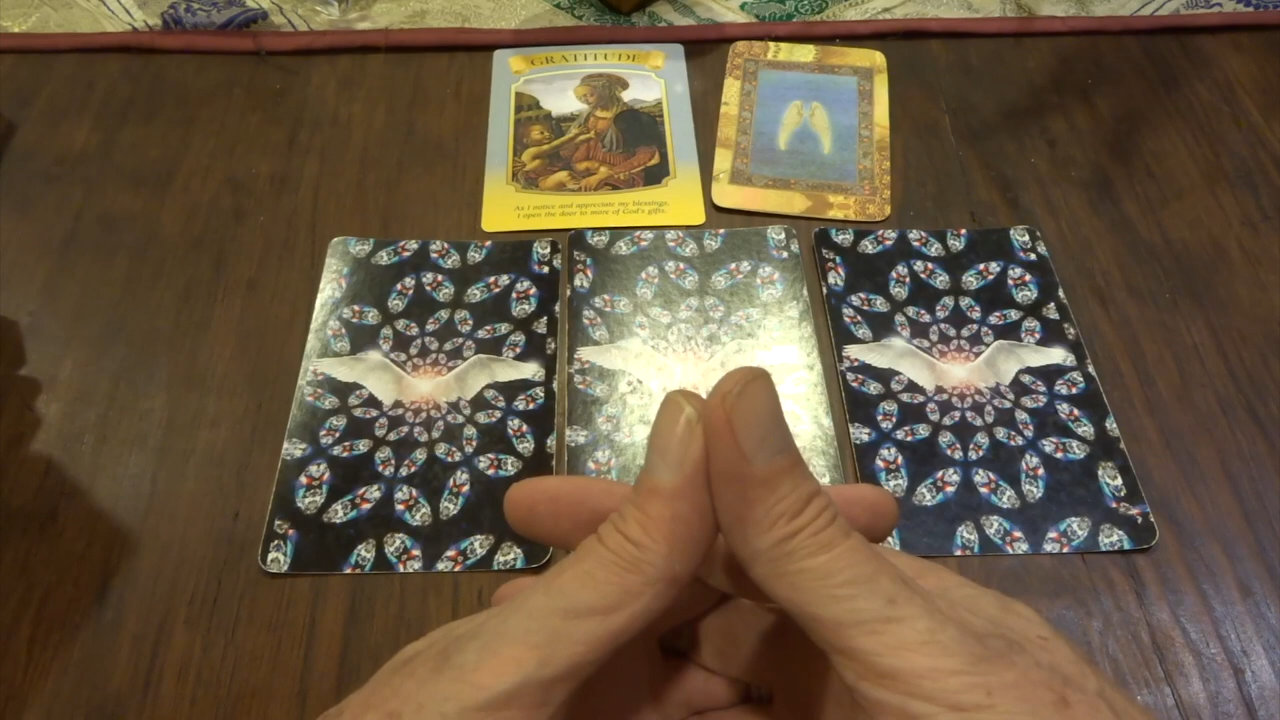 GRATITUDE
As I notice and appreciate my blessings,
I open the door to more of God's gifts.